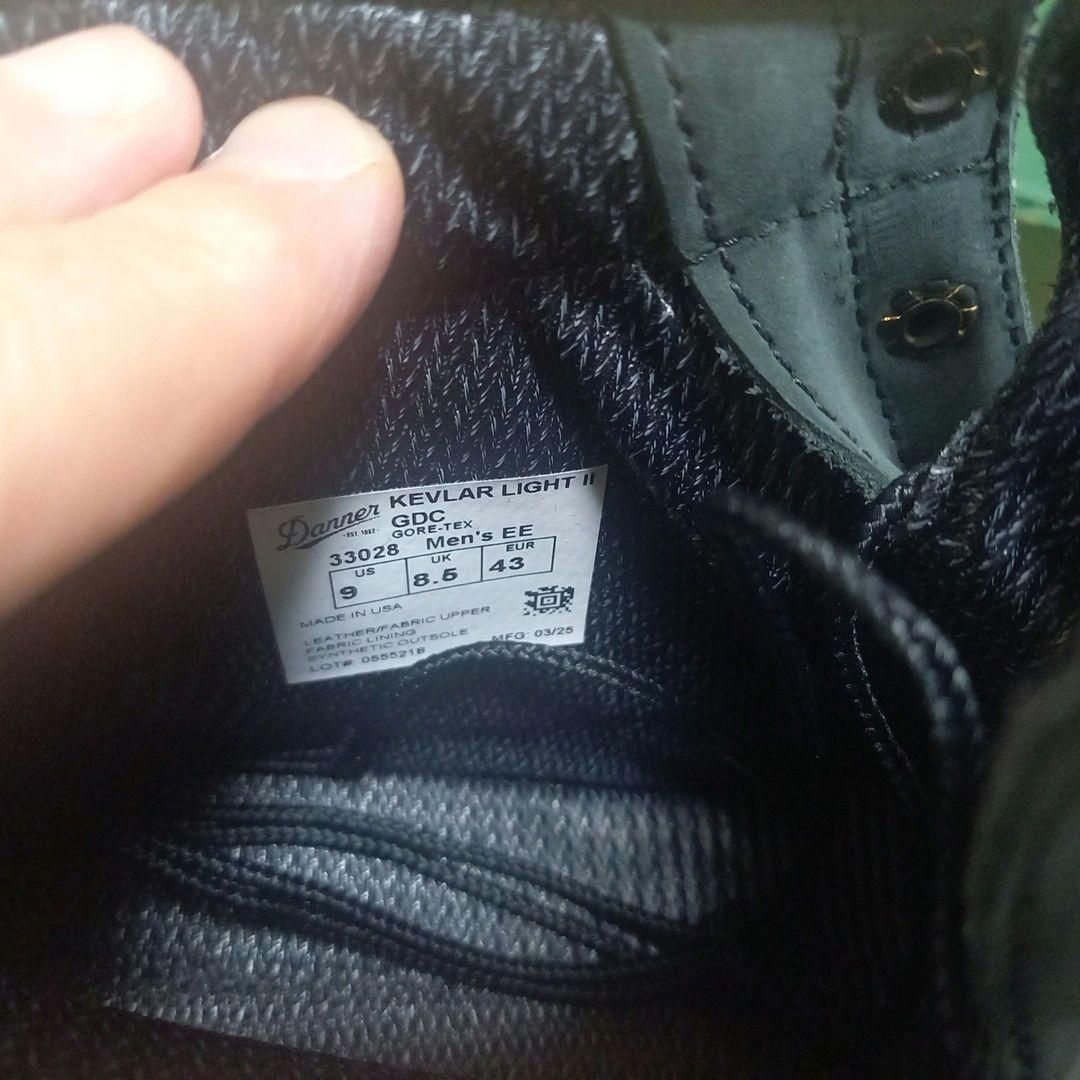 Danner KEVLAR LIGHT II
-EST 1932- GDC
GORE-TEX
33028 Men's EE
US UK EUR
9 8.5 43
MADE IN USA
LEATHER/FABRIC UPPER
FABRIC LINING
SYNTHETIC OUTSOLE MFG: 03/25
LOT#: 055521B